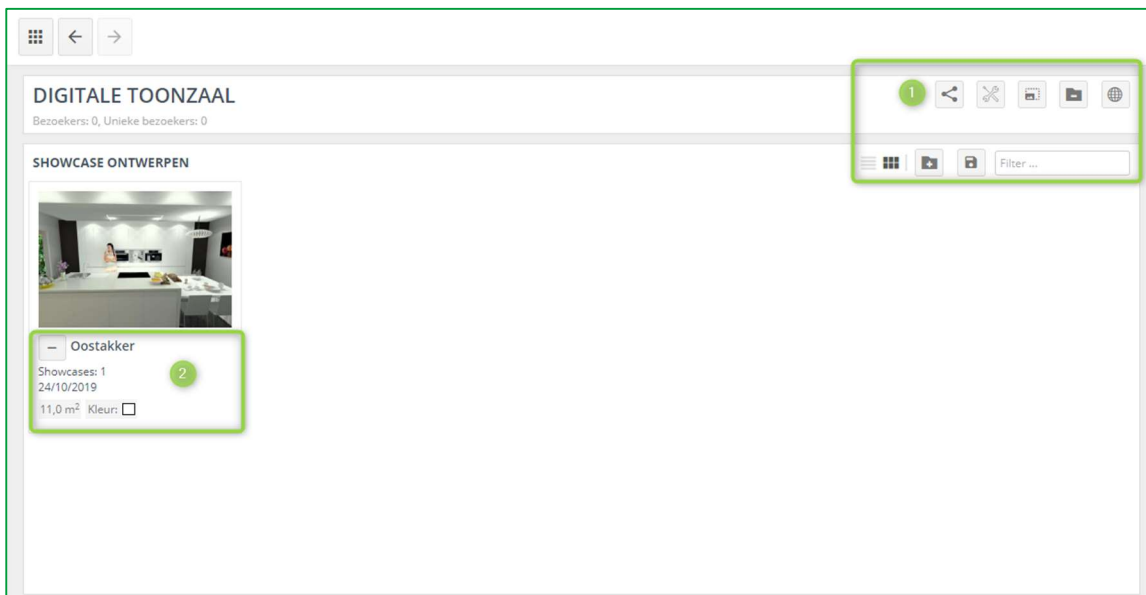 DIGITALE TOONZAAL
Bezoekers: 0, Unieke bezoekers: 0
1
SHOWCASE ONTWERPEN
Filter ...
– Oostakker
Showcases: 1
2
24/10/2019
11,0 m² Kleur: